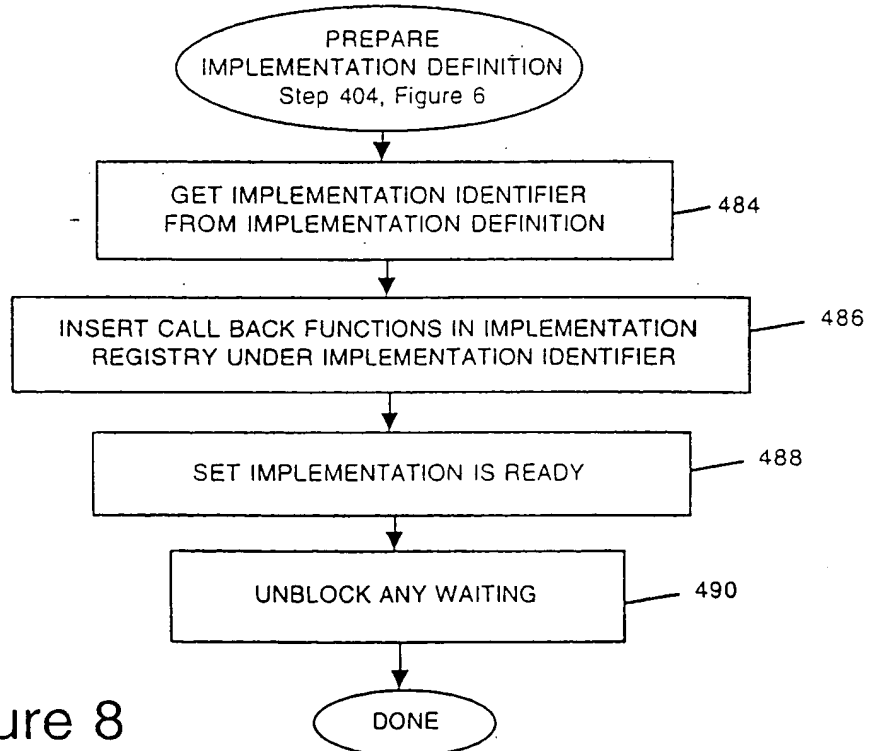 PREPARE
IMPLEMENTATION DEFINITION
Step 404, Figure 6
GET IMPLEMENTATION IDENTIFIER
FROM IMPLEMENTATION DEFINITION
484
INSERT CALL BACK FUNCTIONS IN IMPLEMENTATION
REGISTRY UNDER IMPLEMENTATION IDENTIFIER
486
SET IMPLEMENTATION IS READY
488
UNBLOCK ANY WAITING
490
DONE
ure 8